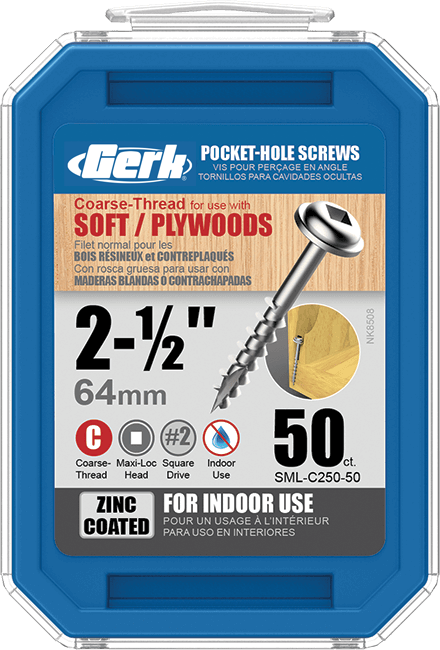 Gerk
POCKET-HOLE SCREWS
VIS POUR PERÇAGE EN ANGLE
TORNILLOS PARA CAVIDADES OCULTAS
Coarse-Thread for use with
SOFT / PLYWOODS
Filet normal pour les
BOIS RÉSINEUX et CONTREPLAQUÉS
Con rosca gruesa para usar con
MADERAS BLANDAS O CONTRACHAPADAS
2-½"
64mm
NK8508
C
#2
Coarse-
Thread
Maxi-Loc
Head
Square
Drive
Indoor
Use
50 ct.
SML-C250-50
ZINC
COATED
FOR INDOOR USE
POUR UN USAGE À L'INTÉRIEUR
PARA USO EN INTERIORES